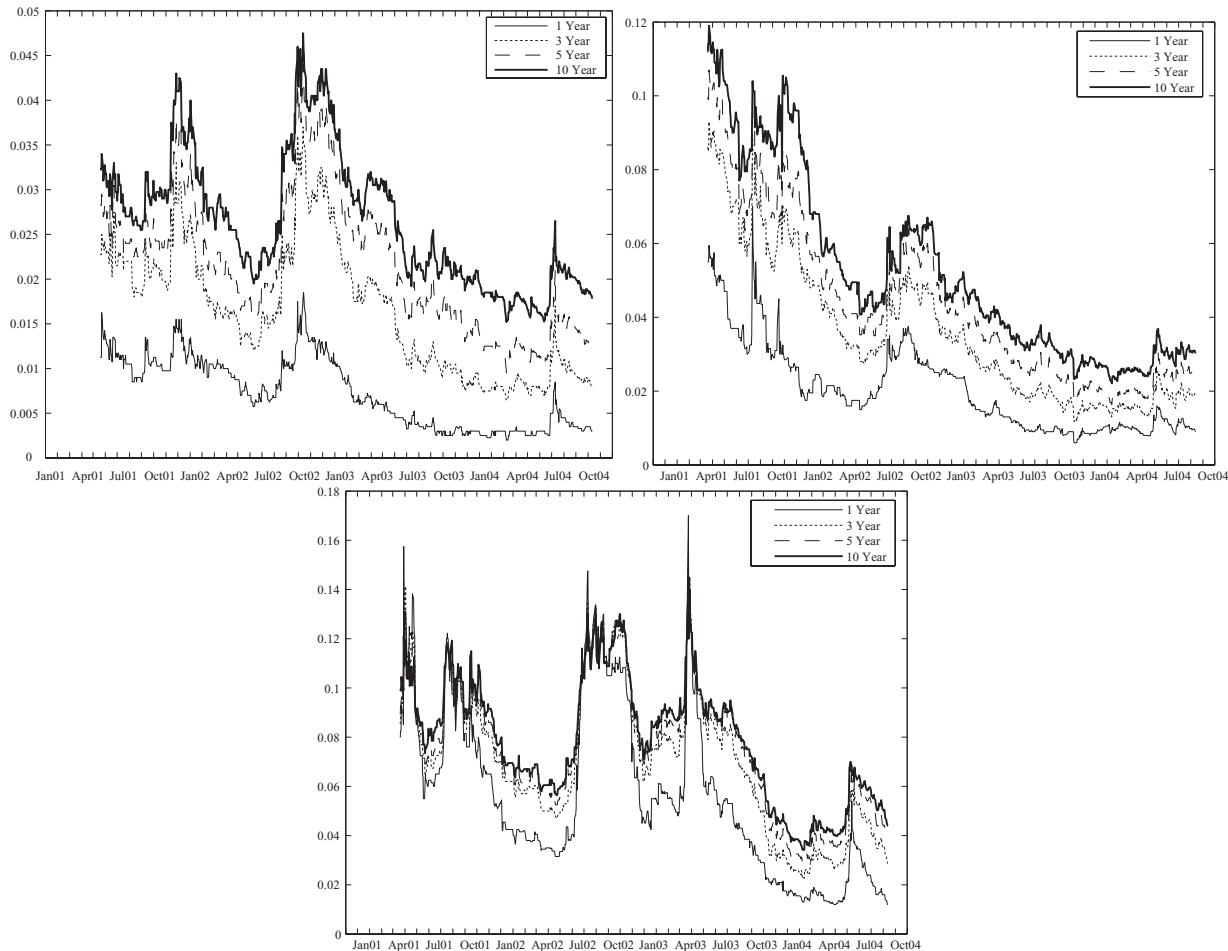 0.05
0.045
0.04
0.035
0.03
0.025
0.02
0.015
0.01
0.005
0
1 Year
3 Year
5 Year
10 Year
Jan01 Apr01 Jul01 Oct01 Jan02 Apr02 Jul02 Oct02 Jan03 Apr03 Jul03 Oct03 Jan04 Apr04 Jul04 Oct04
0.12
0.1
0.08
0.06
0.04
0.02
0
1 Year
3 Year
5 Year
10 Year
Jan01 Apr01 Jul01 Oct01 Jan02 Apr02 Jul02 Oct02 Jan03 Apr03 Jul03 Oct03 Jan04 Apr04 Jul04 Oct04
0.18
0.16
0.14
0.12
0.1
0.08
0.06
0.04
0.02
0
1 Year
3 Year
5 Year
10 Year
Jan01 Apr01 Jul01 Oct01 Jan02 Apr02 Jul02 Oct02 Jan03 Apr03 Jul03 Oct03 Jan04 Apr04 Jul04 Oct04